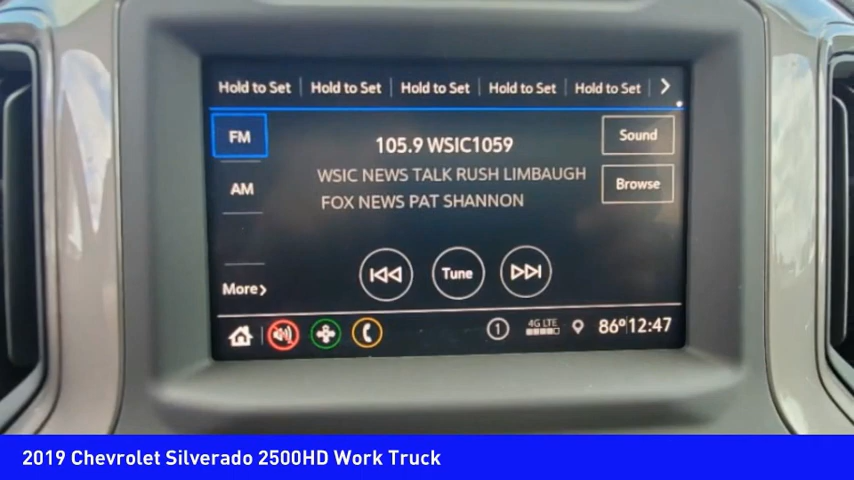 Hold to Set Hold to Set Hold to Set Hold to Set Hold to Set
FM
105.9 WSIC1059
Sound
WSIC NEWS TALK RUSH LIMBAUGH
Browse
AM
FOX NEWS PAT SHANNON
Tune
More
1 4G LTE 86° 12:47
2019 Chevrolet Silverado 2500HD Work Truck